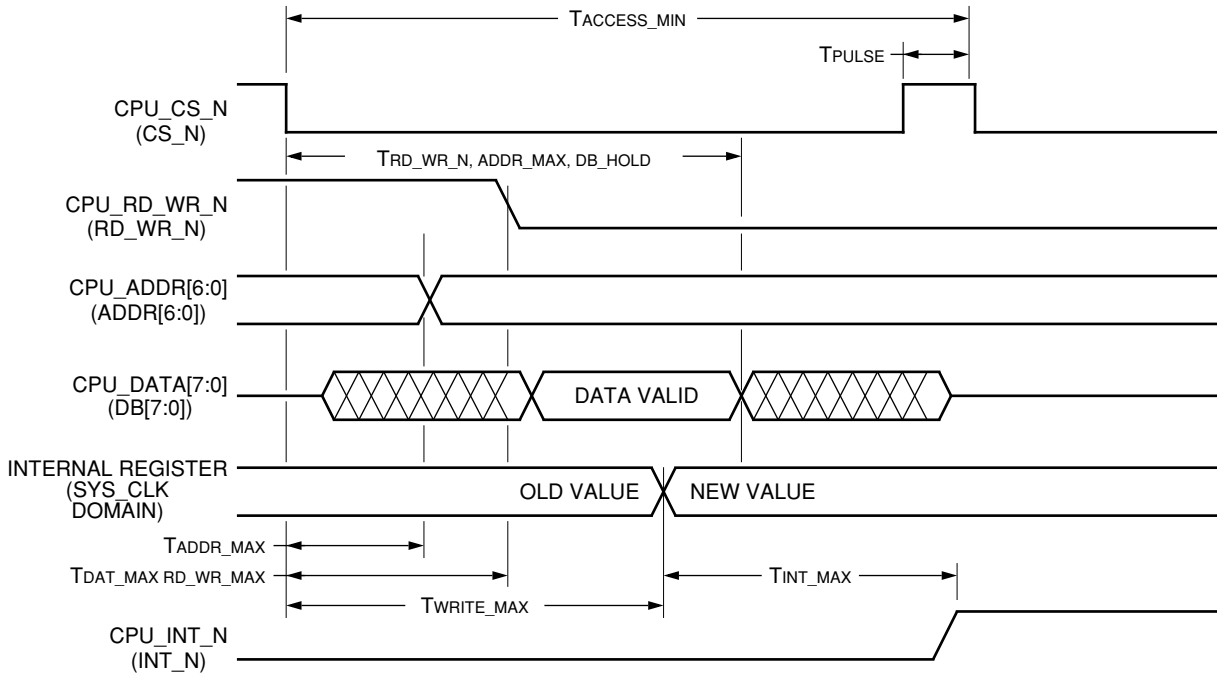 TACCESS_MIN
TPULSE
CPU_CS_N
(CS_N)
TRD_WR_N, ADDR_MAX, DB_HOLD
CPU_RD_WR_N
(RD_WR_N)
CPU_ADDR[6:0]
(ADDR[6:0])
CPU_DATA[7:0]
(DB[7:0])
DATA VALID
INTERNAL REGISTER
(SYS_CLK
DOMAIN)
OLD VALUE
NEW VALUE
TADDR_MAX
TDAT_MAX RD_WR_MAX
TINT_MAX
TWRITE_MAX
CPU_INT_N
(INT_N)